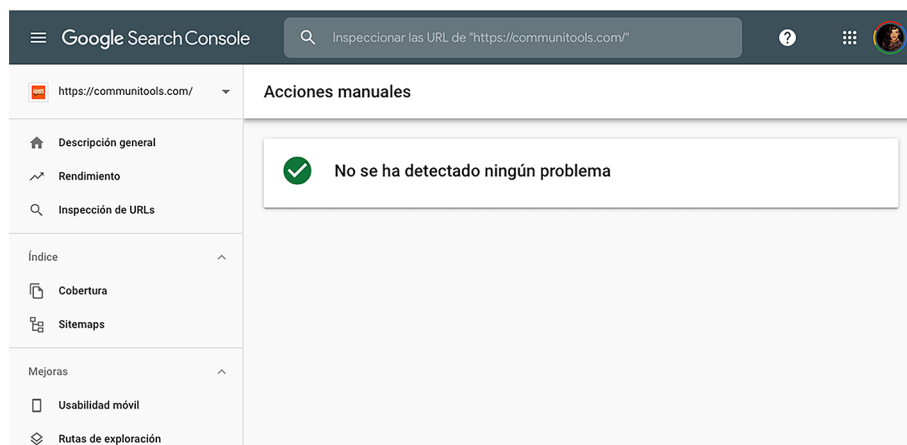 Google Search Console
Inspeccionar las URL de "https://communitools.com/"
https://communitools.com/
Descripción general
Rendimiento
Inspección de URLs
Índice
Cobertura
Sitemaps
Mejoras
Usabilidad móvil
Rutas de exploración
Acciones manuales
No se ha detectado ningún problema